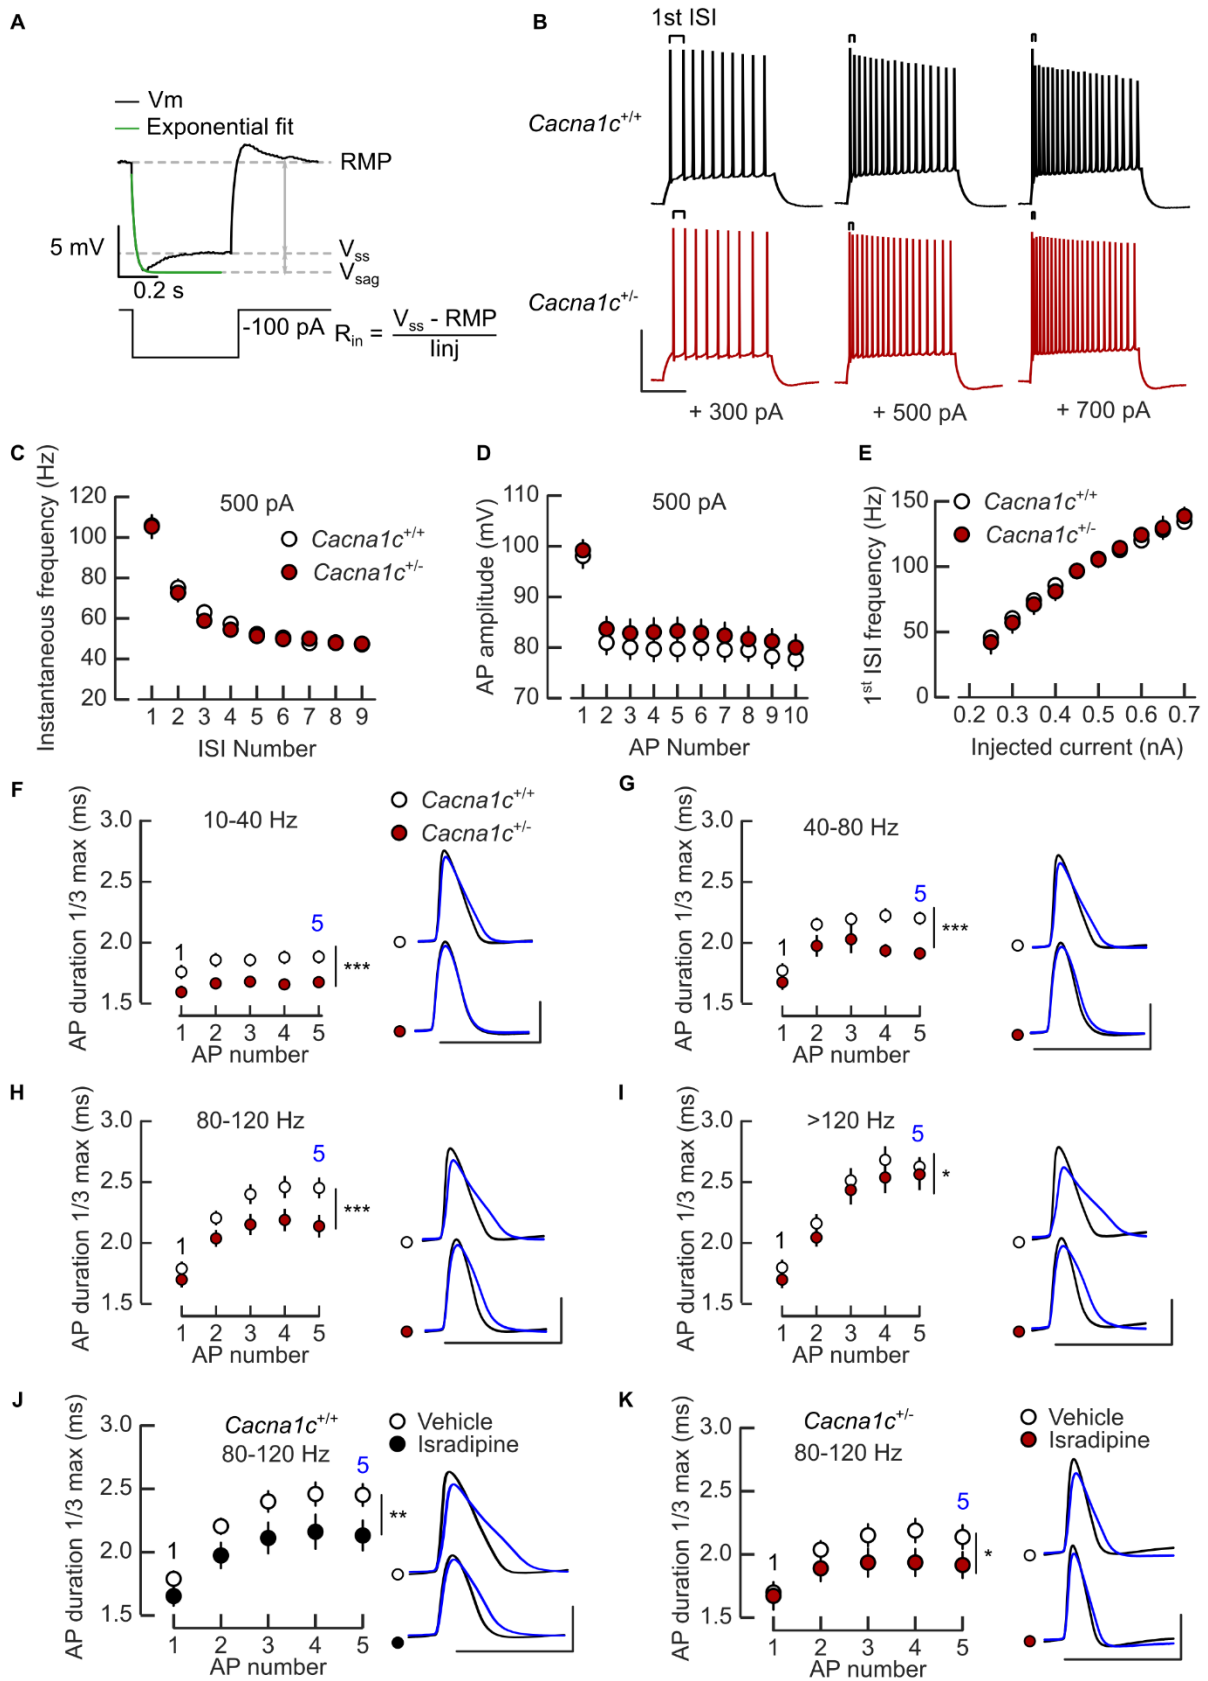 A
Vm
Exponential fit
RMP
5 mV
Vss
Vsag
0.2 s
-100 pA
Rin = Vss - RMP
Iinj
B
1st ISI
Cacna1c+/+
Cacna1c+/-
+ 300 pA
+ 500 pA
+ 700 pA
C
Instantaneous frequency (Hz)
500 pA
Cacna1c+/+
Cacna1c+/-
120
100
80
60
40
20
1 2 3 4 5 6 7 8 9
ISI Number
D
AP amplitude (mV)
500 pA
110
100
90
80
70
1 2 3 4 5 6 7 8 9 10
AP Number
E
1st ISI frequency (Hz)
Cacna1c+/+
Cacna1c+/-
150
100
50
0
0.2 0.3 0.4 0.5 0.6 0.7
Injected current (nA)
F
AP duration 1/3 max (ms)
10-40 Hz
Cacna1c+/+
Cacna1c+/-
3.0
2.5
2.0
1.5
1
5
***
1 2 3 4 5
AP number
G
AP duration 1/3 max (ms)
40-80 Hz
3.0
2.5
2.0
1.5
1
5
***
1 2 3 4 5
AP number
H
AP duration 1/3 max (ms)
80-120 Hz
3.0
2.5
2.0
1.5
1
5
***
1 2 3 4 5
AP number
I
AP duration 1/3 max (ms)
>120 Hz
3.0
2.5
2.0
1.5
1
5
*
1 2 3 4 5
AP number
J
AP duration 1/3 max (ms)
Cacna1c+/+
80-120 Hz
Vehicle
Isradipine
3.0
2.5
2.0
1.5
1
5
**
1 2 3 4 5
AP number
K
AP duration 1/3 max (ms)
Cacna1c+/-
80-120 Hz
Vehicle
Isradipine
3.0
2.5
2.0
1.5
1
5
*
1 2 3 4 5
AP number